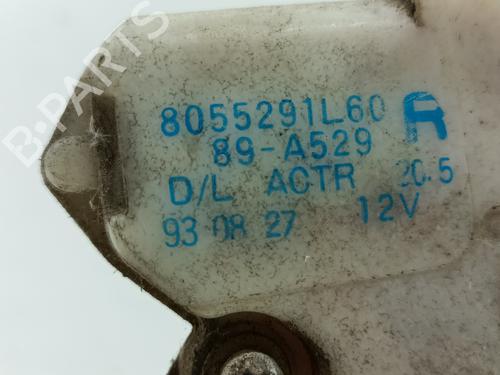 B-PARTS
8055291L60 R
89-A529
D/L ACTR 20.5
93 08 27 12V